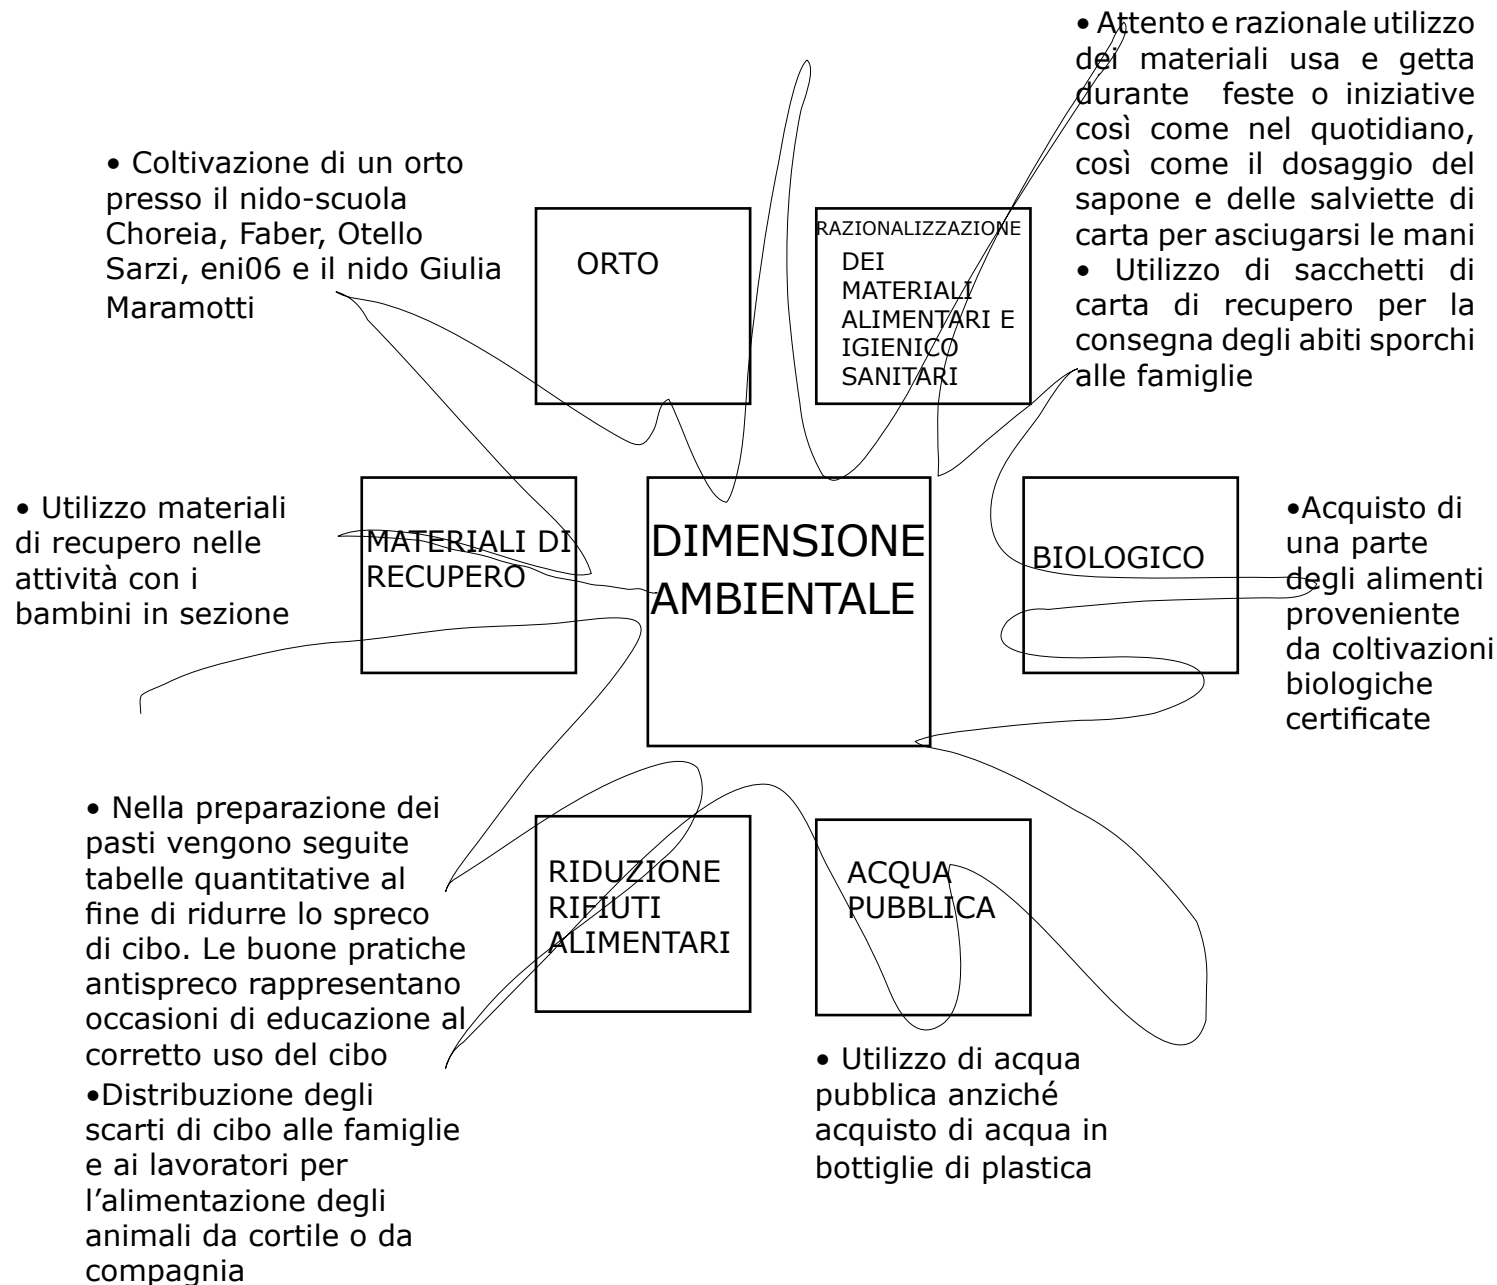 • Attento e razionale utilizzo
dei materiali usa e getta
durante feste o iniziative
così come nel quotidiano,
così come il dosaggio del
sapone e delle salviette di
carta per asciugarsi le mani
• Utilizzo di sacchetti di
carta di recupero per la
consegna degli abiti sporchi
alle famiglie
• Coltivazione di un orto
presso il nido-scuola
Choreia, Faber, Otello
Sarzi, eni06 e il nido Giulia
Maramotti
ORTO
RAZIONALIZZAZIONE
DEI
MATERIALI
ALIMENTARI E
IGIENICO
SANITARI
• Utilizzo materiali
di recupero nelle
attività con i
bambini in sezione
MATERIALI DI
RECUPERO
DIMENSIONE
AMBIENTALE
BIOLOGICO
•Acquisto di
una parte
degli alimenti
proveniente
da coltivazioni
biologiche
certificate
• Nella preparazione dei
pasti vengono seguite
tabelle quantitative al
fine di ridurre lo spreco
di cibo. Le buone pratiche
antispreco rappresentano
occasioni di educazione al
corretto uso del cibo
•Distribuzione degli
scarti di cibo alle famiglie
e ai lavoratori per
l’alimentazione degli
animali da cortile o da
compagnia
RIDUZIONE
RIFIUTI
ALIMENTARI
ACQUA
PUBBLICA
• Utilizzo di acqua
pubblica anziché
acquisto di acqua in
bottiglie di plastica